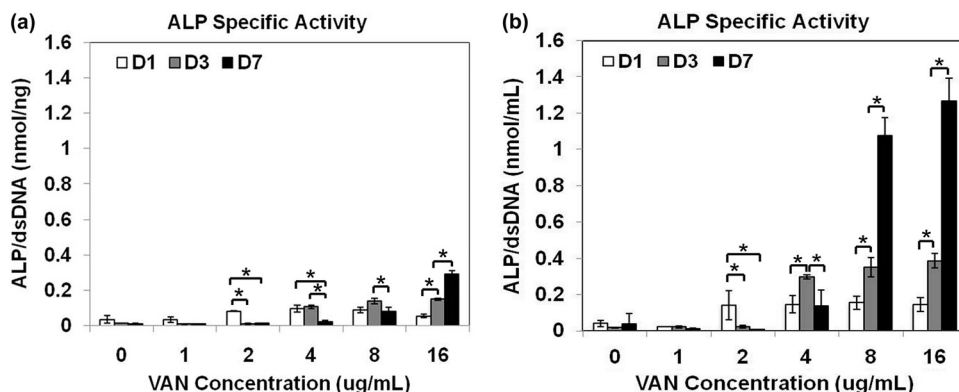 (a)
ALP Specific Activity
ALP/dsDNA (nmol/ng)
1.6
1.4
1.2
1
0.8
0.6
0.4
0.2
0
D1 D3 D7
* * * * * * *
0 1 2 4 8 16
VAN Concentration (ug/mL)
(b)
ALP Specific Activity
ALP/dsDNA (nmol/mL)
1.6
1.4
1.2
1
0.8
0.6
0.4
0.2
0
D1 D3 D7
* * * * * * * *
0 1 2 4 8 16
VAN Concentration (ug/mL)